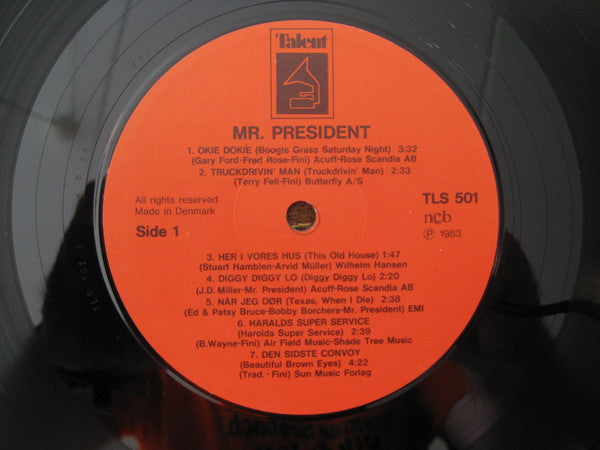 Talent
MR. PRESIDENT
1. OKIE DOKIE (Boogie Grass Saturday Night) 3:32
(Gary Ford-Fred Rose-Fini) Acuff-Rose Scandia AB
2. TRUCKDRIVIN' MAN (Truckdrivin' Man) 2:33
(Terry Fell-Fini) Butterfly A/S
All rights reserved
Made in Denmark
Side 1
TLS 501
ncb
Ⓟ 1983
3. HER I VORES HUS (This Old House) 1:47
(Stuart Hamblen-Arvid Müller) Wilhelm Hansen
4. DIGGY DIGGY LO (Diggy Diggy Lo) 2:20
(J.D. Miller-Mr. President) Acuff-Rose Scandia AB
5. NÅR JEG DØR (Texas, When I Die) 2:38
(Ed & Patsy Bruce-Bobby Borchers-Mr. President) EMI
6. HARALDS SUPER SERVICE
(Harolds Super Service) 2:39
(B.Wayne-Fini) Air Field Music-Shade Tree Music
7. DEN SIDSTE CONVOY
(Beautiful Brown Eyes) 4:22
(Trad. - Fini) Sun Music Forlag